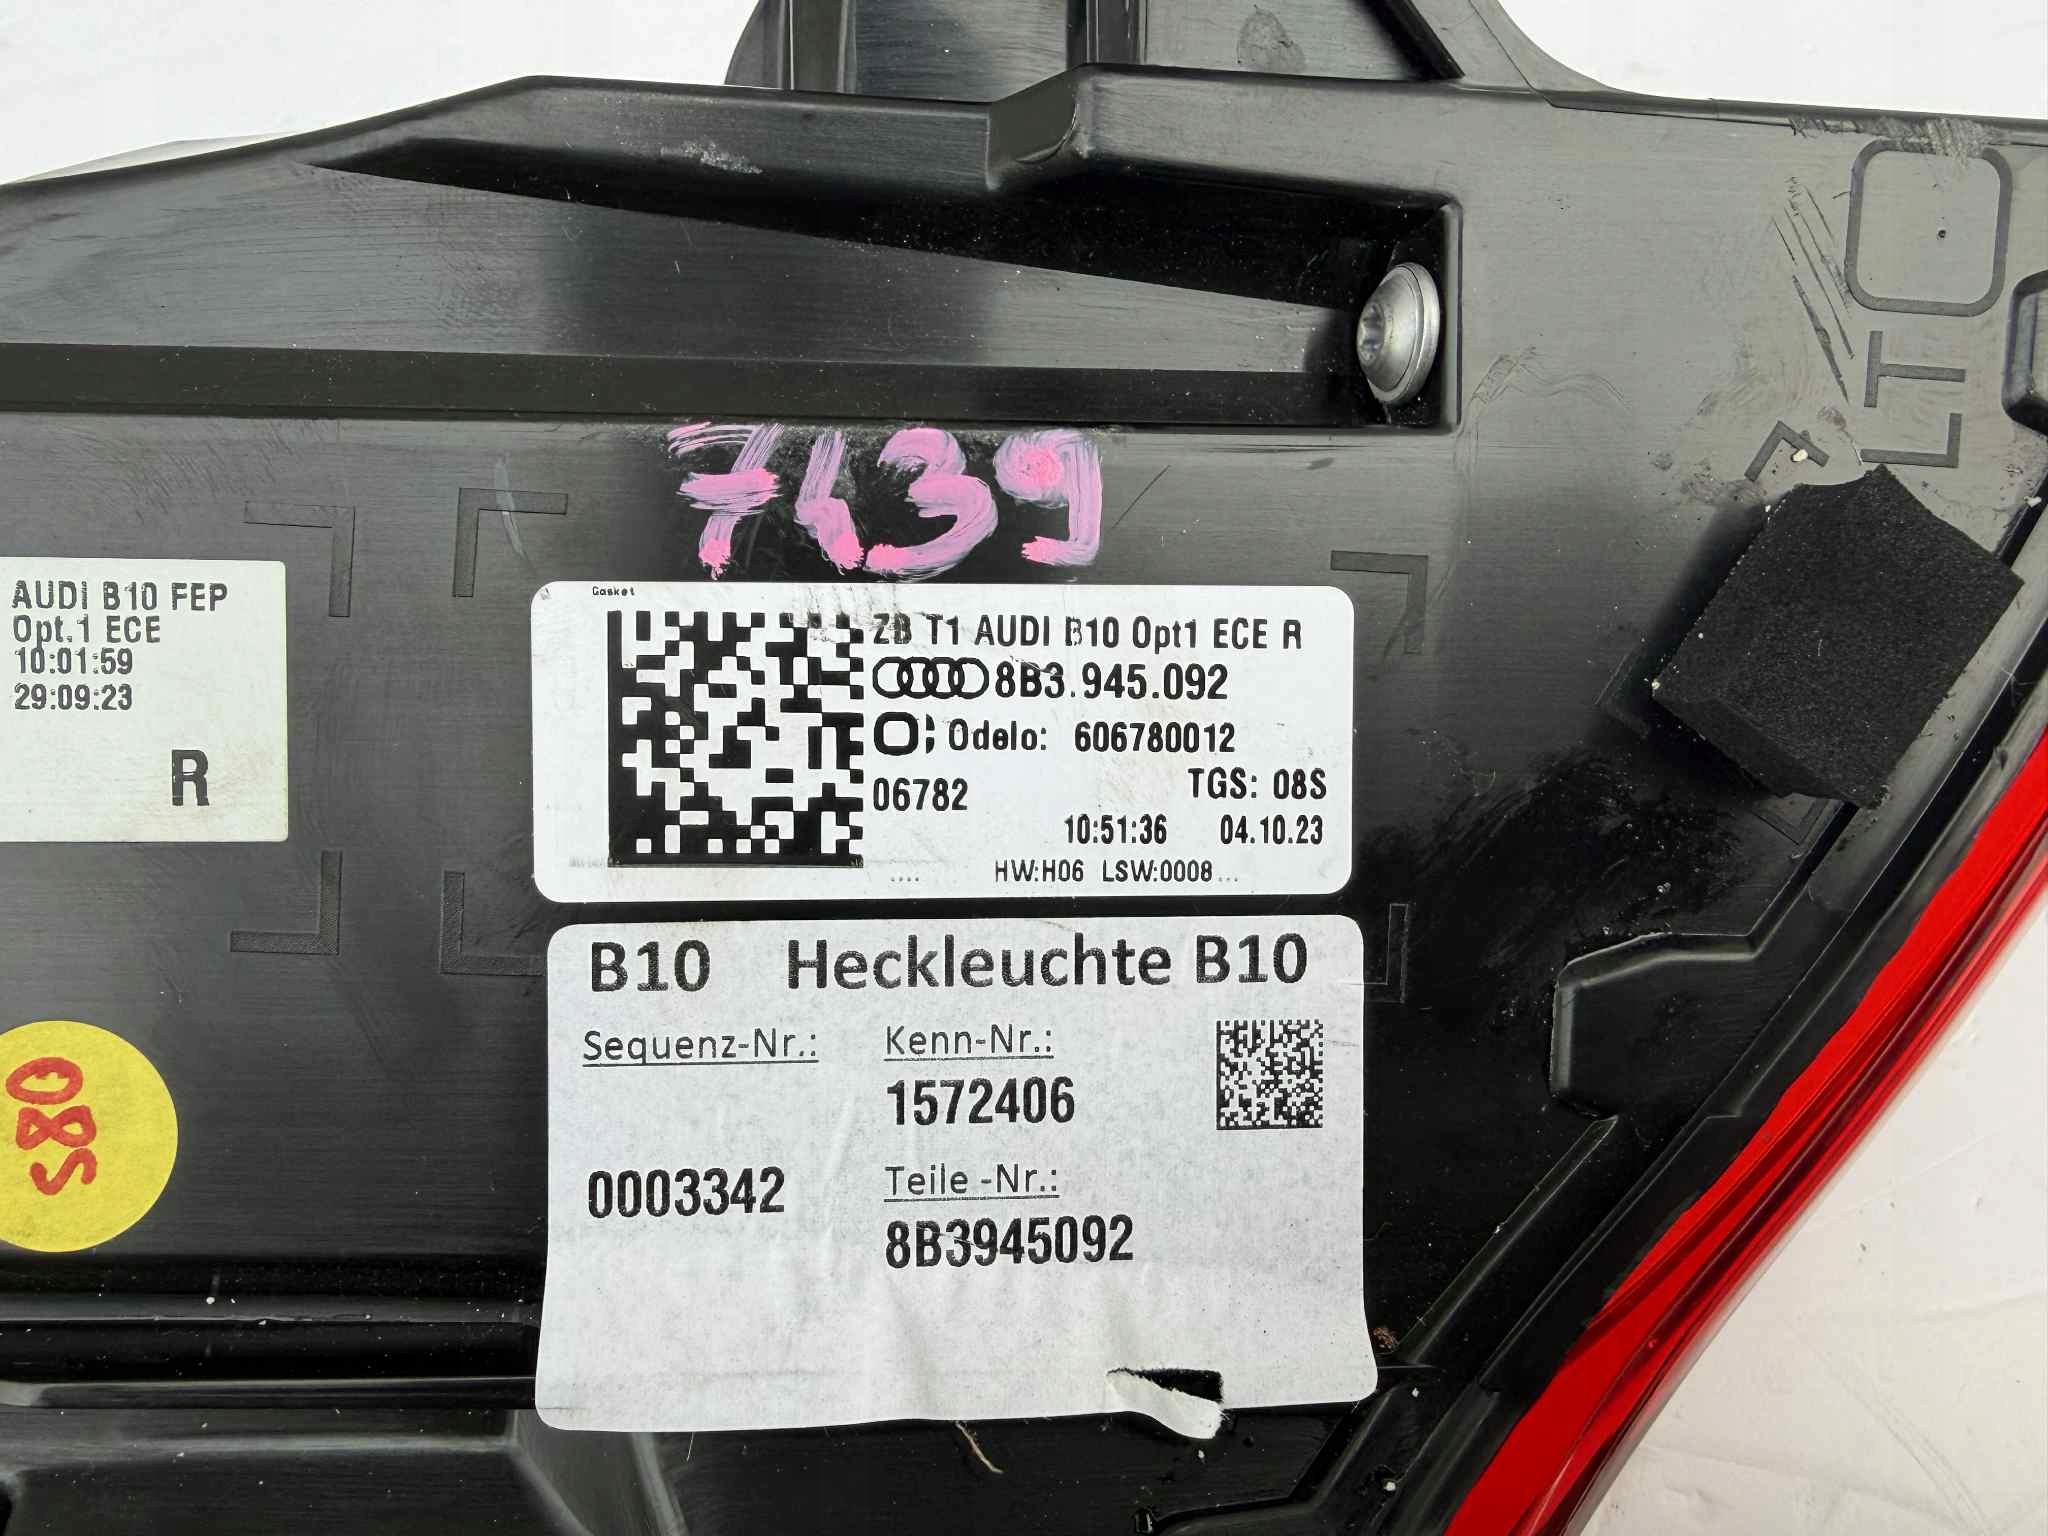 7139
AUDI B10 FEP
Opt.1 ECE
10:01:59
29:09:23
R
Gasket
ZB T1 AUDI B10 Opt1 ECE R
8B3.945.092
Odelo: 606780012
06782
TGS: 08S
10:51:36 04.10.23
HW:H06 LSW:0008
B10 Heckleuchte B10
Sequenz-Nr.:
Kenn-Nr.:
1572406
0003342
Teile -Nr.:
8B3945092
S80
LTO